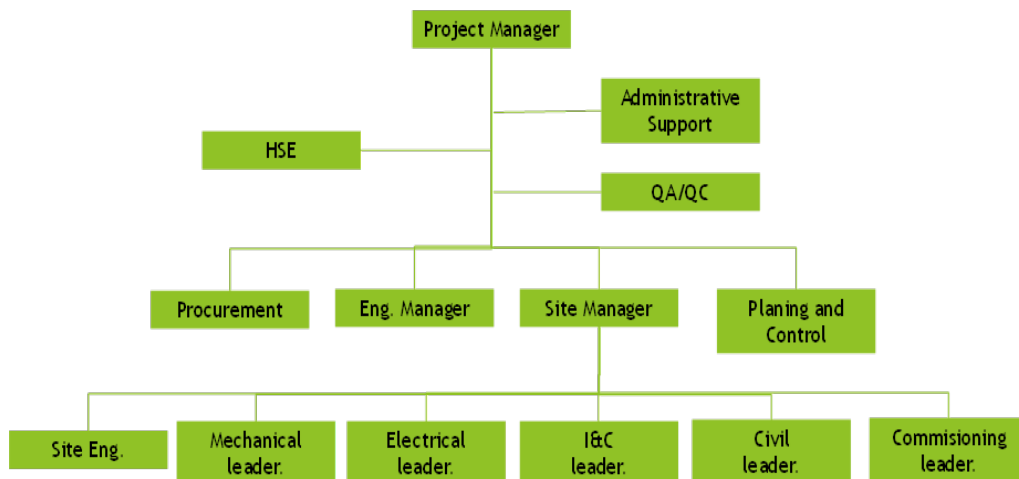 Project Manager
Administrative
Support
HSE
QA/QC
Procurement
Eng. Manager
Site Manager
Planing and
Control
Site Eng.
Mechanical
leader.
Electrical
leader.
I&C
leader.
Civil
leader.
Commisioning
leader.